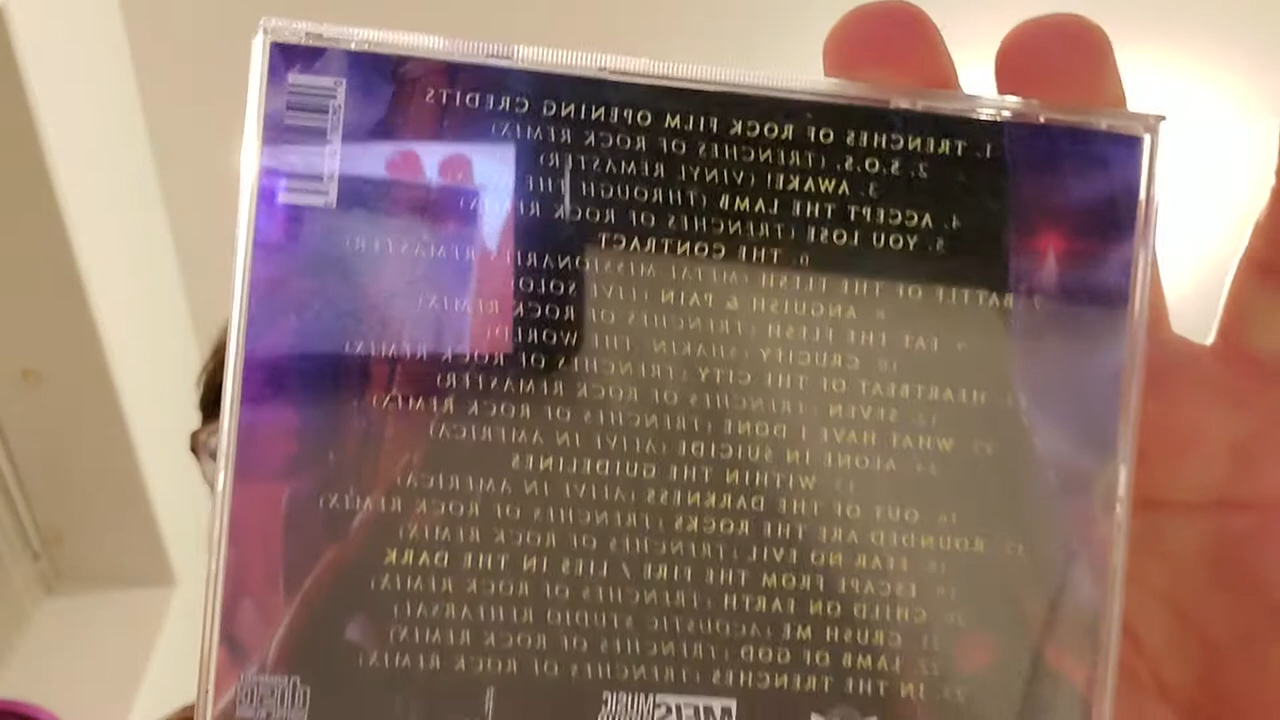 1. TRENCHES OF ROCK FILM OPENING CREDITS
2. S.O.S. (TRENCHES OF ROCK REMIX)
3. AWAKE! (VINYL REMASTER)
4. ACCEPT THE LAMB (THROUGH THE
5. YOU LOSE (TRENCHES OF ROCK REMIX)
6. THE CONTRACT
7. BATTLE OF THE FLESH (METAL MISSIONARIES REMASTER)
8. ANGUISH & PAIN (LIVE SOLO)
9. EAT THE FLESH (TRENCHES OF ROCK REMIX)
10. CRUCIFY (SHAKIN' THE WORLD)
11. HEARTBEAT OF THE CITY (TRENCHES OF ROCK REMIX)
12. SEVEN (TRENCHES OF ROCK REMASTER)
13. WHAT HAVE I DONE (TRENCHES OF ROCK REMIX)
14. ALONE IN SUICIDE (ALIVE IN AMERICA)
15. WITHIN THE GUIDELINES
16. OUT OF THE DARKNESS (ALIVE IN AMERICA)
17. ROUNDED ARE THE ROCKS (TRENCHES OF ROCK REMIX)
18. FEAR NO EVIL (TRENCHES OF ROCK REMIX)
19. ESCAPE FROM THE FIRE / LIES IN THE DARK
20. CHILD ON EARTH (TRENCHES OF ROCK REMIX)
21. CRUSH ME (ACOUSTIC STUDIO REHEARSAL)
22. LAMB OF GOD (TRENCHES OF ROCK REMIX)
23. IN THE TRENCHES (TRENCHES OF ROCK REMIX)
MUSIC